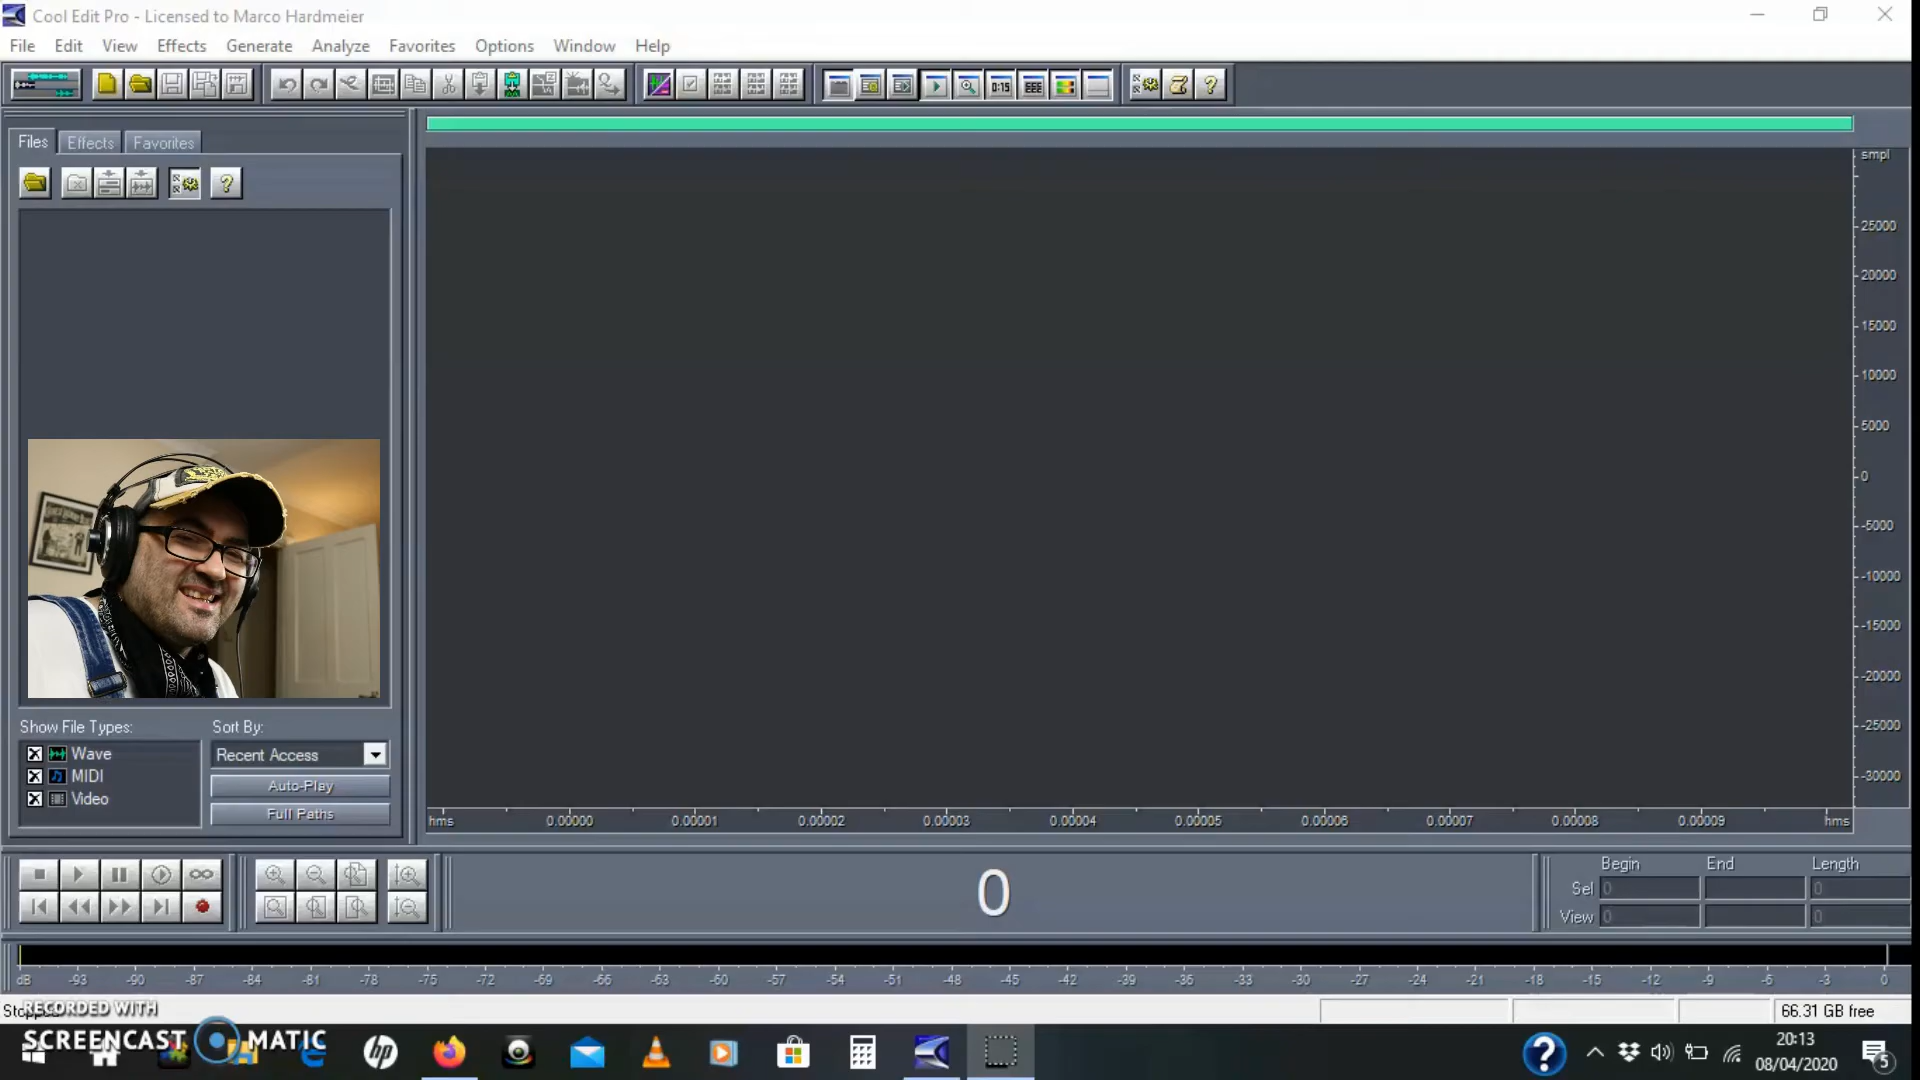 Cool Edit Pro - Licensed to Marco Hardmeier
File Edit View Effects Generate Analyze Favorites Options Window Help
0:15
Files Effects Favorites
smpl
25000
20000
15000
10000
5000
0
-5000
-10000
-15000
-20000
-25000
-30000
Show File Types: Sort By:
Wave
MIDI
Video
Recent Access
Auto-Play
Full Paths
hms 0.00000 0.00001 0.00002 0.00003 0.00004 0.00005 0.00006 0.00007 0.00008 0.00009 hms
0
Begin End Length
Sel 0 0
View 0 0
dB -93 -90 -87 -84 -81 -78 -75 -72 -69 -66 -63 -60 -57 -54 -51 -48 -45 -42 -39 -36 -33 -30 -27 -24 -21 -18 -15 -12 -9 -6 -3 0
RECORDED WITH
SCREENCAST MATIC
66.31 GB free
hp
20:13
08/04/2020
5